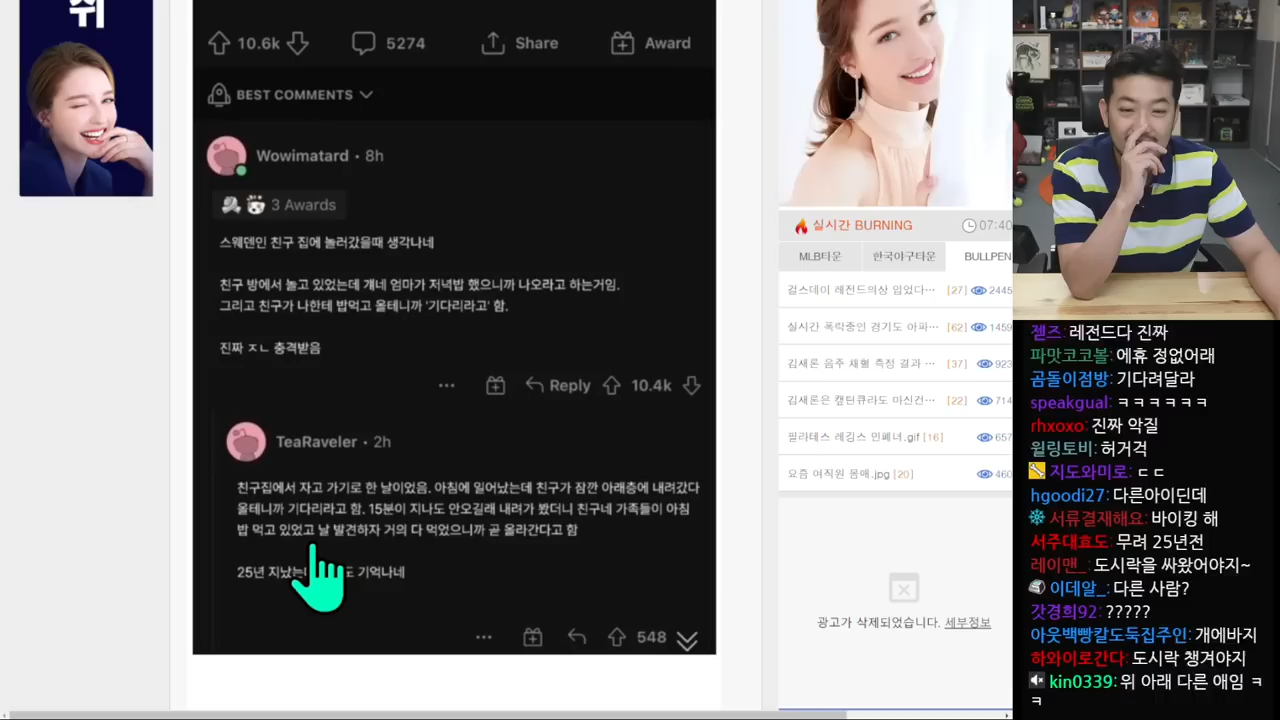 쉬
10.6k
5274
Share
Award
BEST COMMENTS
Wowimatard • 8h
3 Awards
스웨덴인 친구 집에 놀러갔을때 생각나네
친구 방에서 놀고 있었는데 걔네 엄마가 저녁밥 했으니까 나오라고 하는거임.
그리고 친구가 나한테 밥먹고 올테니까 '기다리라고' 함.
진짜 ㅈㄴ 충격받음
Reply
10.4k
TeaRaveler • 2h
친구집에서 자고 가기로 한 날이었음. 아침에 일어났는데 친구가 잠깐 아래층에 내려갔다
올테니까 기다리라고 함. 15분이 지나도 안오길래 내려가 봤더니 친구네 가족들이 아침
밥 먹고 있었고 날 발견하자 거의 다 먹었으니까 곧 올라간다고 함
25년 지났는 도 기억나네
548
실시간 BURNING
07:40
MLB타운
한국야구타운
BULLPEN
걸스데이 레전드의상 입었다… [27] 2445
실시간 폭락중인 경기도 아파… [62] 1459
김새론 음주 채혈 측정 결과 … [37] 923
김새론은 캡틴큐라도 마신건… [22] 714
필라테스 레깅스 민폐녀.gif [16] 657
요즘 여직원 몸매.jpg [20] 460
광고가 삭제되었습니다. 세부정보
젤즈: 레전드다 진짜
파맛코코볼: 에휴 정없어래
곰돌이점방: 기다려달라
speakgual: ㅋㅋㅋㅋㅋㅋ
rhxoxo: 진짜 악질
윌링토비: 허거걱
지도와미로: ㄷㄷ
hgoodi27: 다른아이딘데
서류결재해요: 바이킹 해
서주대효도: 무려 25년전
레이맨_: 도시락을 싸왔어야지~
이데알_: 다른 사람?
갓경희92: ?????
아웃백빵칼도둑집주인: 개에바지
하와이로간다: 도시락 챙겨야지
kin0339: 위 아래 다른 애임 ㅋ
ㅋ